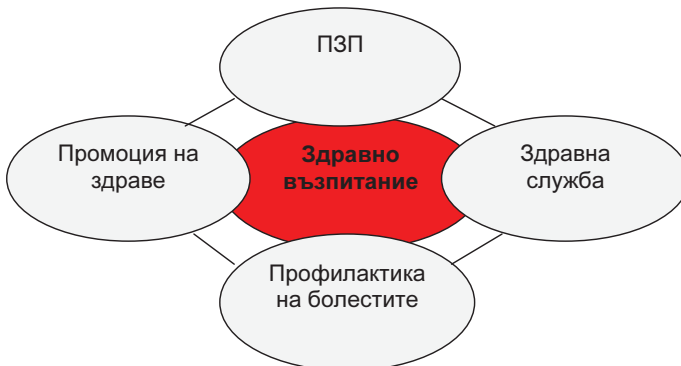 ПЗП
Промоция на
здраве
Здравно
възпитание
Здравна
служба
Профилактика
на болестите